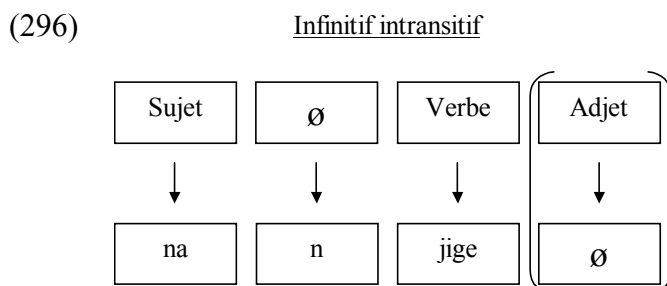 (296) Infinitif intransitif
Sujet ø Verbe Adjet
na n jige ø